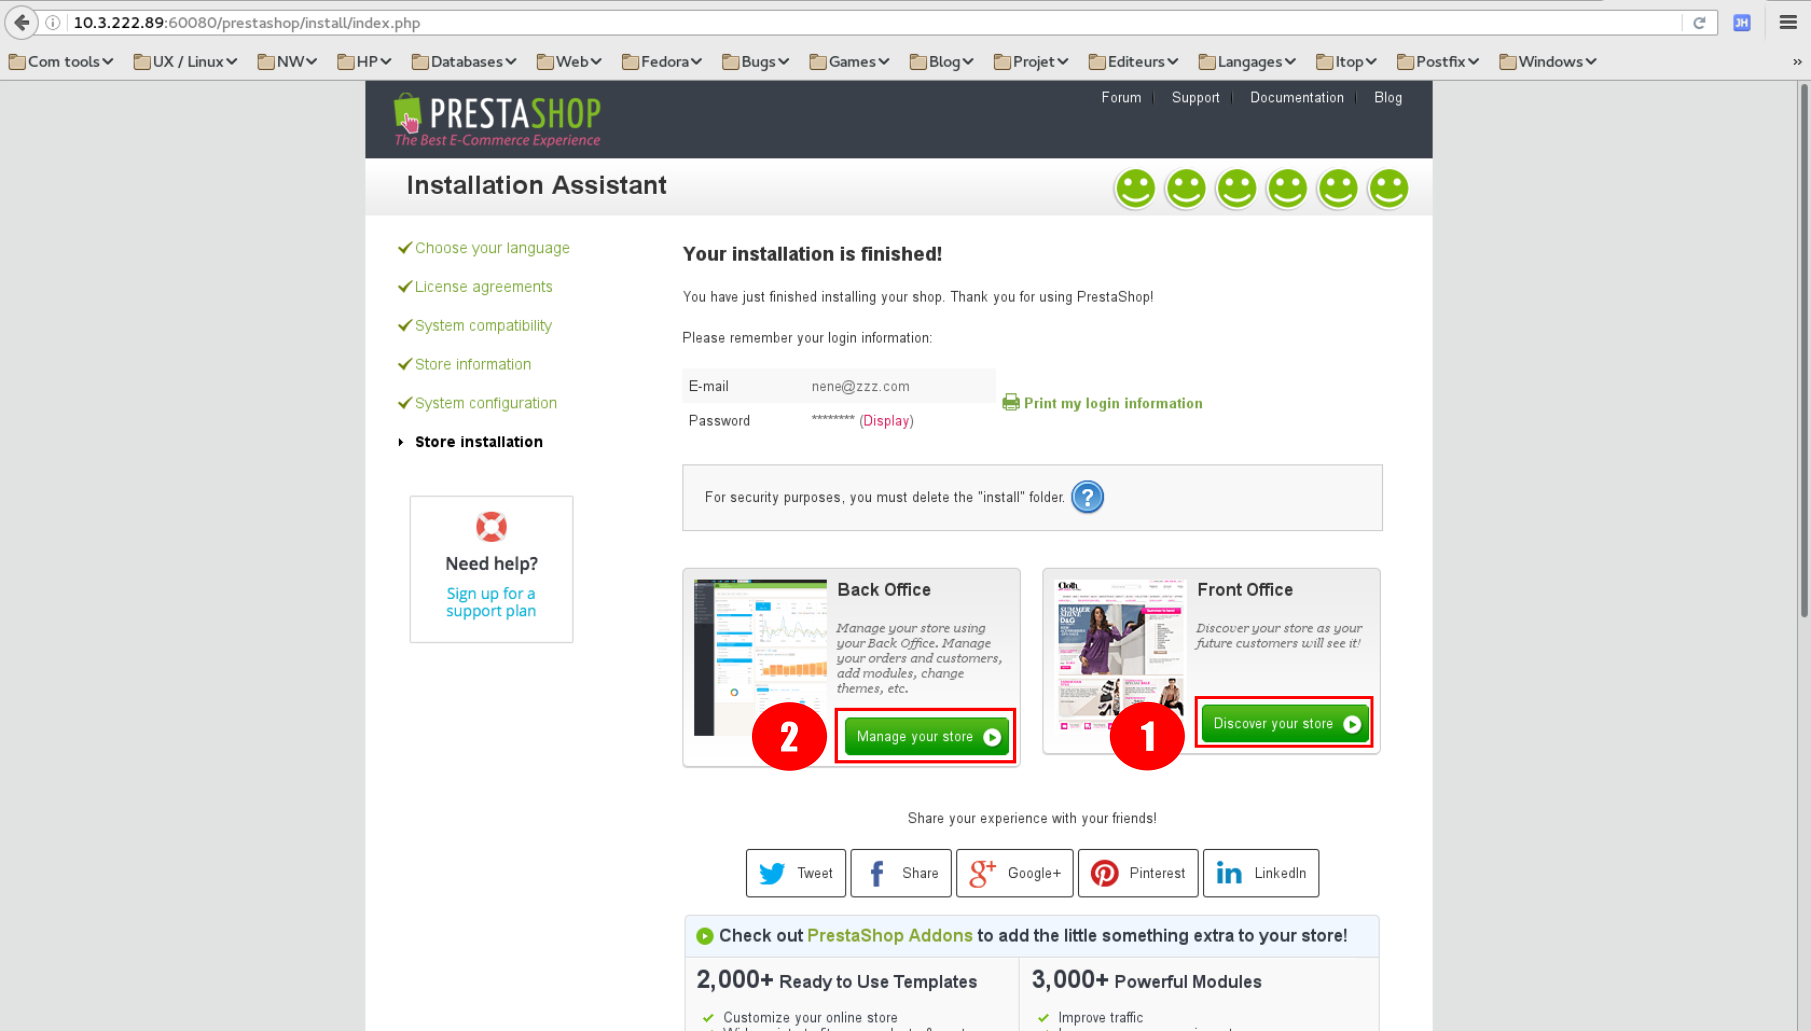 10.3.222.89:60080/prestashop/install/index.php
JH
Com tools UX / Linux NW HP Databases Web Fedora Bugs Games Blog Projet Editeurs Langages Itop Postfix Windows »
PRESTASHOP
The Best E-Commerce Experience
Forum Support Documentation Blog
Installation Assistant
Choose your language
License agreements
System compatibility
Store information
System configuration
Store installation
Need help?
Sign up for a
support plan
Your installation is finished!
You have just finished installing your shop. Thank you for using PrestaShop!
Please remember your login information:
E-mail nene@zzz.com
Password ******** (Display)
Print my login information
For security purposes, you must delete the "install" folder. ?
Back Office
Manage your store using
your Back Office. Manage
your orders and customers,
add modules, change
themes, etc.
2
Manage your store
Cloth
SUMMER
SHINE
D&G
Front Office
Discover your store as your
future customers will see it!
1
Discover your store
Share your experience with your friends!
Tweet Share Google+ Pinterest LinkedIn
Check out PrestaShop Addons to add the little something extra to your store!
2,000+ Ready to Use Templates
Customize your online store
3,000+ Powerful Modules
Improve traffic